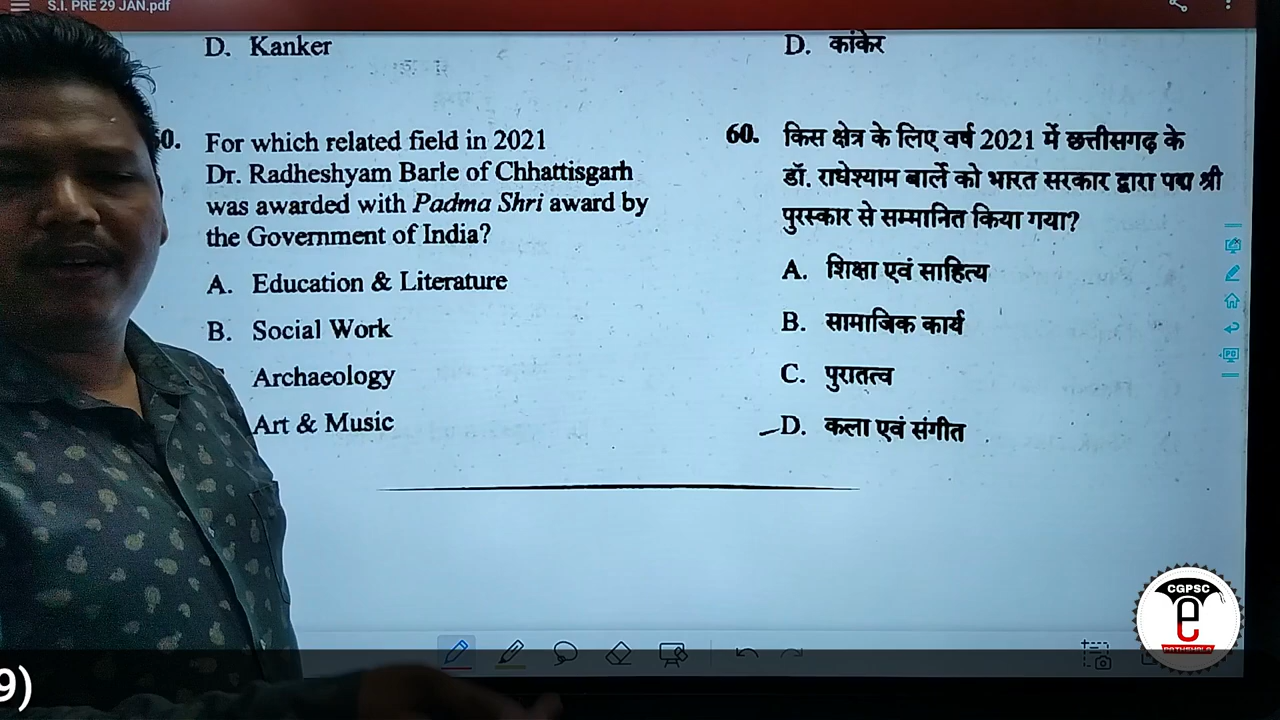 S.I. PRE 29 JAN.pdf
D. Kanker
0. For which related field in 2021
Dr. Radheshyam Barle of Chhattisgarh
was awarded with Padma Shri award by
the Government of India?
A. Education & Literature
B. Social Work
Archaeology
Art & Music
D. कांकेर
60. किस क्षेत्र के लिए वर्ष 2021 में छत्तीसगढ़ के
डॉ. राधेश्याम बार्ले को भारत सरकार द्वारा पद्म श्री
पुरस्कार से सम्मानित किया गया?
A. शिक्षा एवं साहित्य
B. सामाजिक कार्य
C. पुरातत्व
D. कला एवं संगीत
CGPSC
e
PATHSHALA
9)